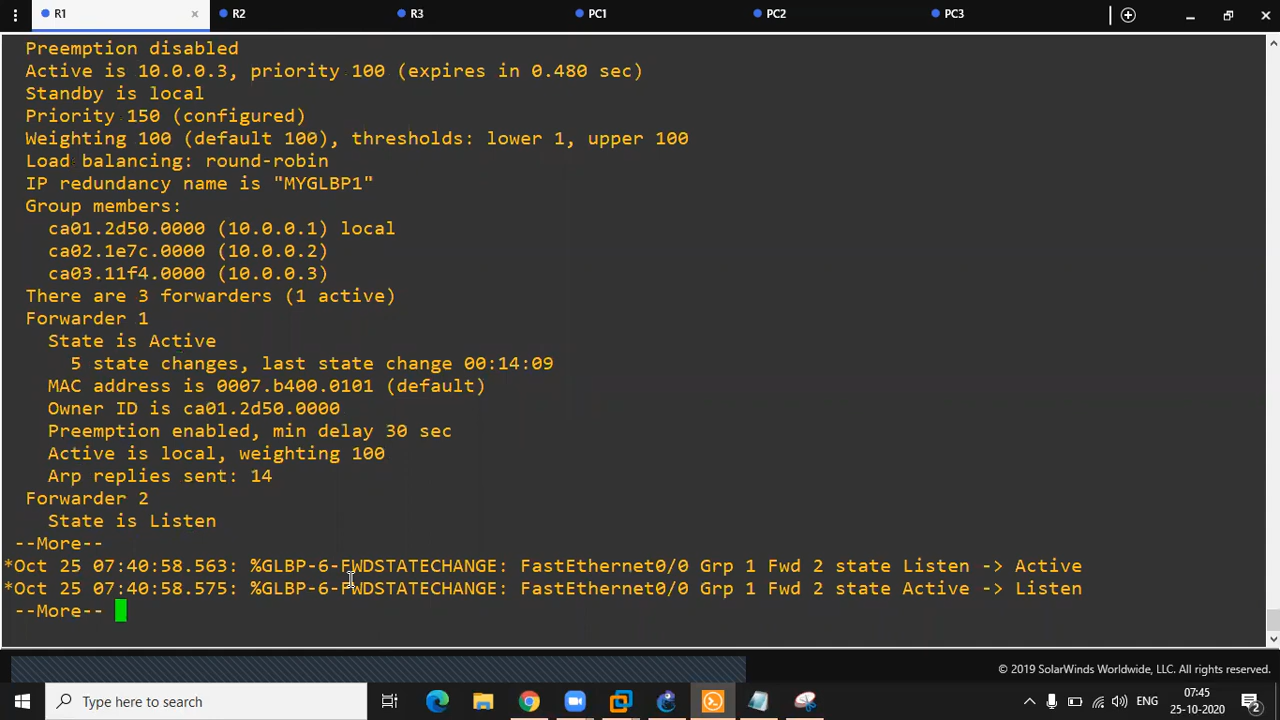 R1
R2
R3
PC1
PC2
PC3
Preemption disabled
Active is 10.0.0.3, priority 100 (expires in 0.480 sec)
Standby is local
Priority 150 (configured)
Weighting 100 (default 100), thresholds: lower 1, upper 100
Load balancing: round-robin
IP redundancy name is "MYGLBP1"
Group members:
ca01.2d50.0000 (10.0.0.1) local
ca02.1e7c.0000 (10.0.0.2)
ca03.11f4.0000 (10.0.0.3)
There are 3 forwarders (1 active)
Forwarder 1
State is Active
5 state changes, last state change 00:14:09
MAC address is 0007.b400.0101 (default)
Owner ID is ca01.2d50.0000
Preemption enabled, min delay 30 sec
Active is local, weighting 100
Arp replies sent: 14
Forwarder 2
State is Listen
--More--
*Oct 25 07:40:58.563: %GLBP-6-FWDSTATECHANGE: FastEthernet0/0 Grp 1 Fwd 2 state Listen -> Active
*Oct 25 07:40:58.575: %GLBP-6-FWDSTATECHANGE: FastEthernet0/0 Grp 1 Fwd 2 state Active -> Listen
--More--
© 2019 SolarWinds Worldwide, LLC. All rights reserved.
Type here to search
ENG
07:45
25-10-2020
2